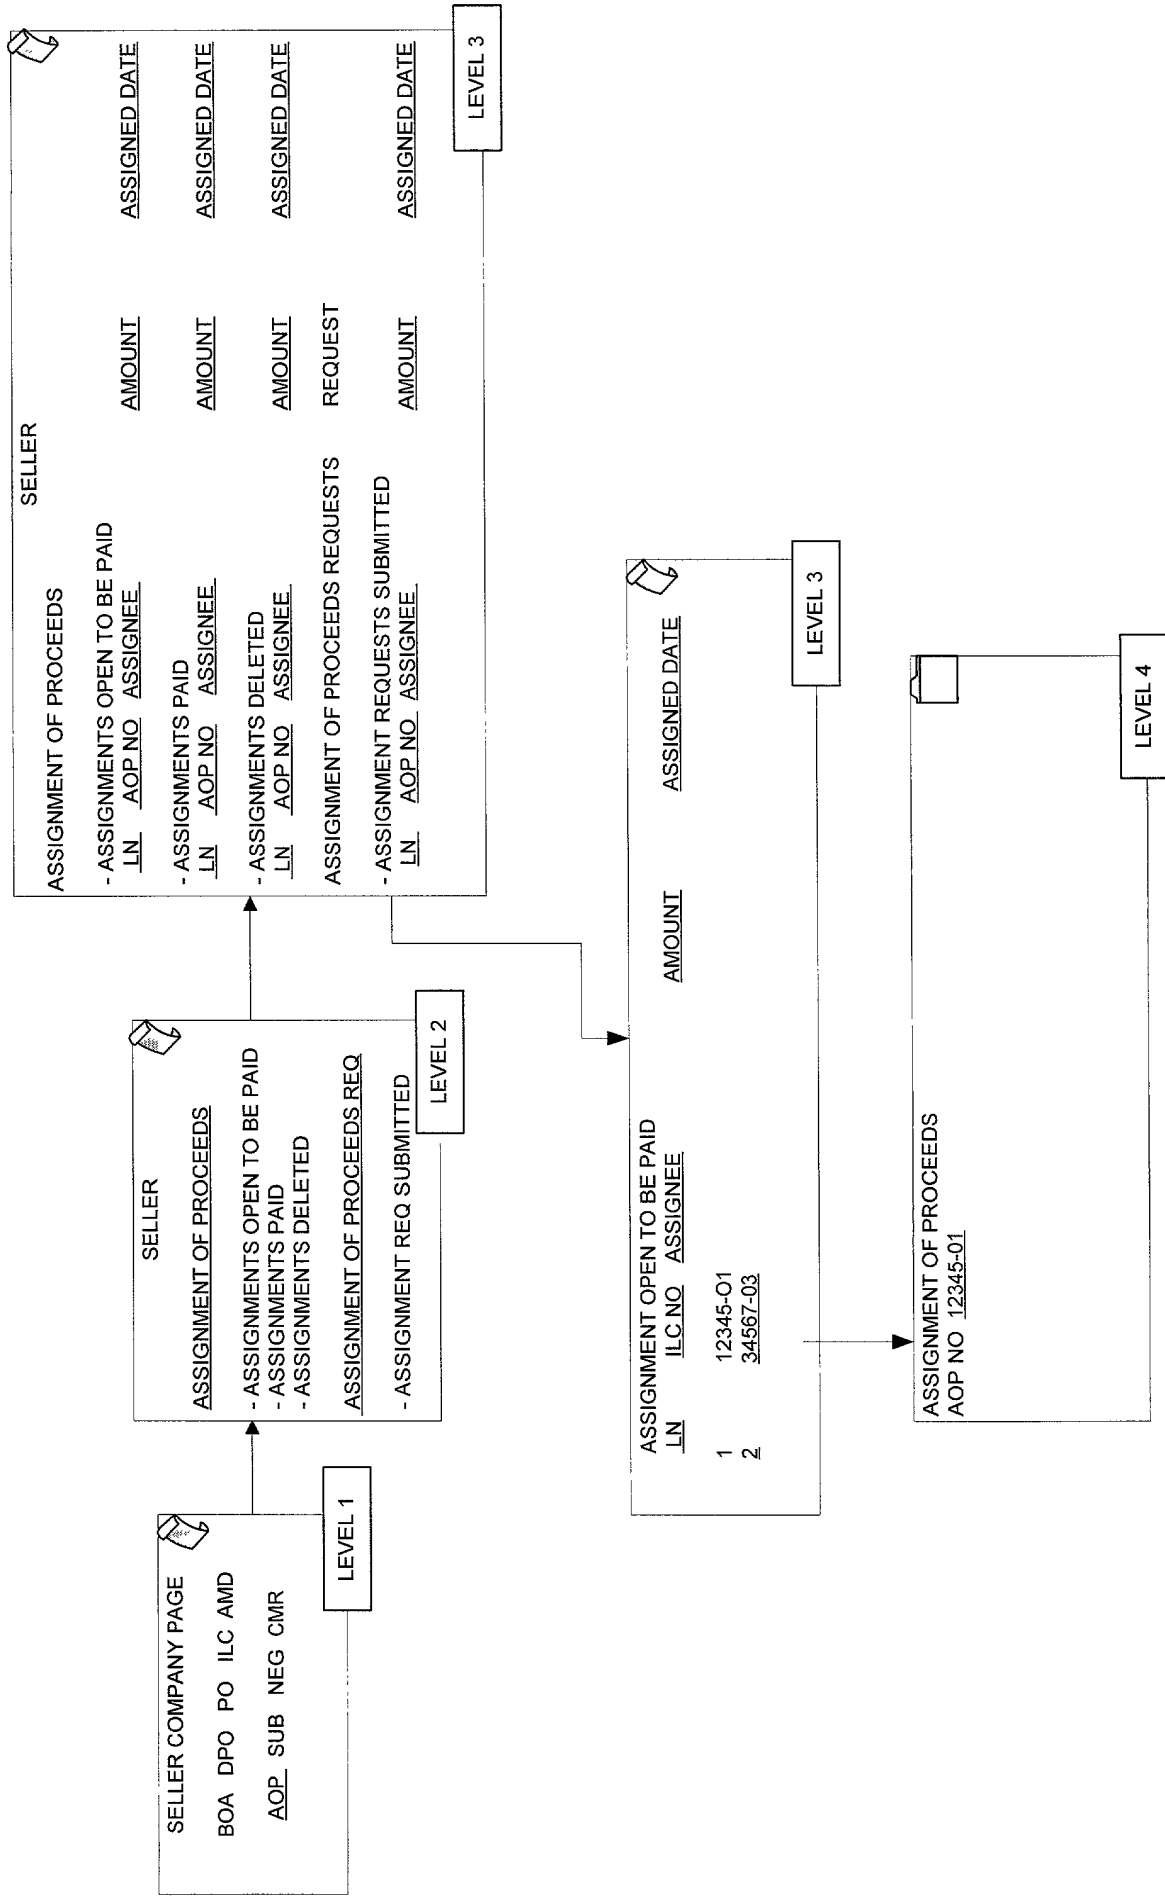 SELLER COMPANY PAGE
BOA DPO PO ILC AMD
AOP SUB NEG CMR
LEVEL 1
SELLER
ASSIGNMENT OF PROCEEDS
- ASSIGNMENTS OPEN TO BE PAID
- ASSIGNMENTS PAID
- ASSIGNMENTS DELETED
ASSIGNMENT OF PROCEEDS REQ
- ASSIGNMENT REQ SUBMITTED
LEVEL 2
SELLER
ASSIGNMENT OF PROCEEDS
- ASSIGNMENTS OPEN TO BE PAID
LN AOP NO ASSIGNEE AMOUNT ASSIGNED DATE
- ASSIGNMENTS PAID
LN AOP NO ASSIGNEE AMOUNT ASSIGNED DATE
- ASSIGNMENTS DELETED
LN AOP NO ASSIGNEE AMOUNT ASSIGNED DATE
ASSIGNMENT OF PROCEEDS REQUESTS REQUEST
- ASSIGNMENT REQUESTS SUBMITTED
LN AOP NO ASSIGNEE AMOUNT ASSIGNED DATE
LEVEL 3
ASSIGNMENT OPEN TO BE PAID
LN ILC NO ASSIGNEE AMOUNT ASSIGNED DATE
1 12345-O1
2 34567-03
LEVEL 3
ASSIGNMENT OF PROCEEDS
AOP NO 12345-01
LEVEL 4